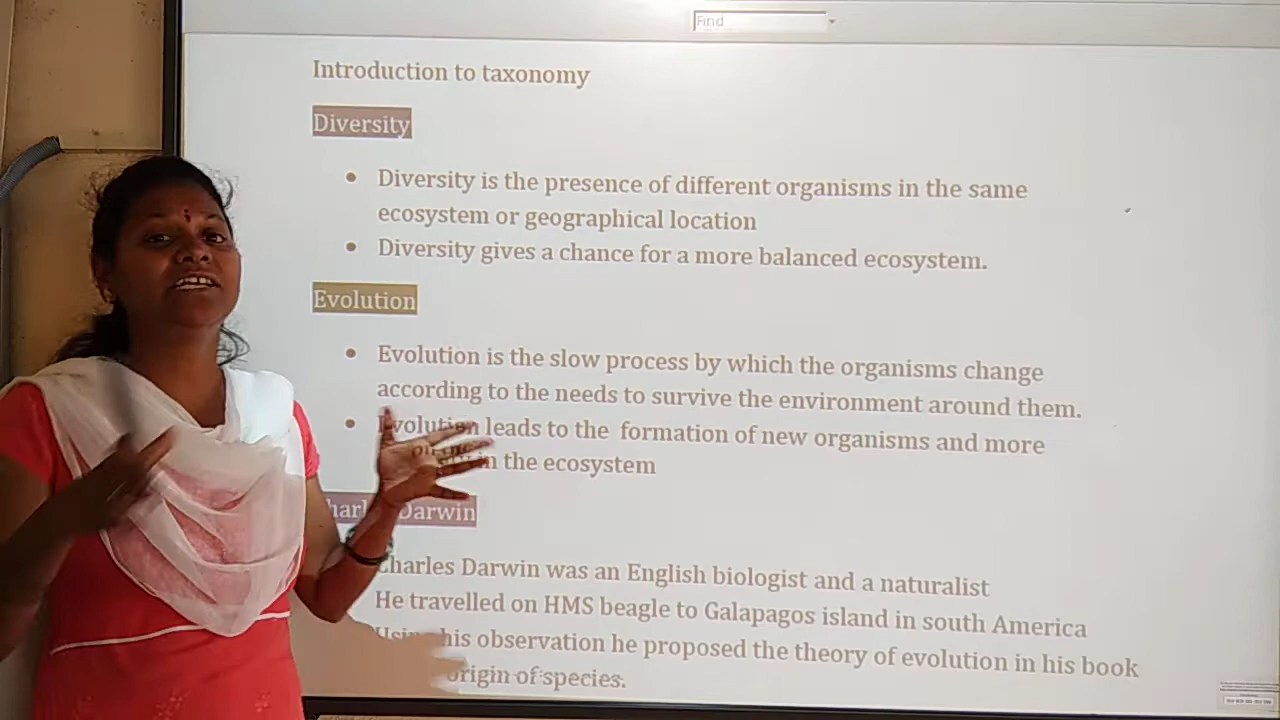 Find
Introduction to taxonomy
Diversity
Diversity is the presence of different organisms in the same
ecosystem or geographical location
Diversity gives a chance for a more balanced ecosystem.
Evolution
Evolution is the slow process by which the organisms change
according to the needs to survive the environment around them.
Evolution leads to the formation of new organisms and more
in the ecosystem
Darwin
Charles Darwin was an English biologist and a naturalist
He travelled on HMS beagle to Galapagos island in south America
Using his observation he proposed the theory of evolution in his book
origin of species.